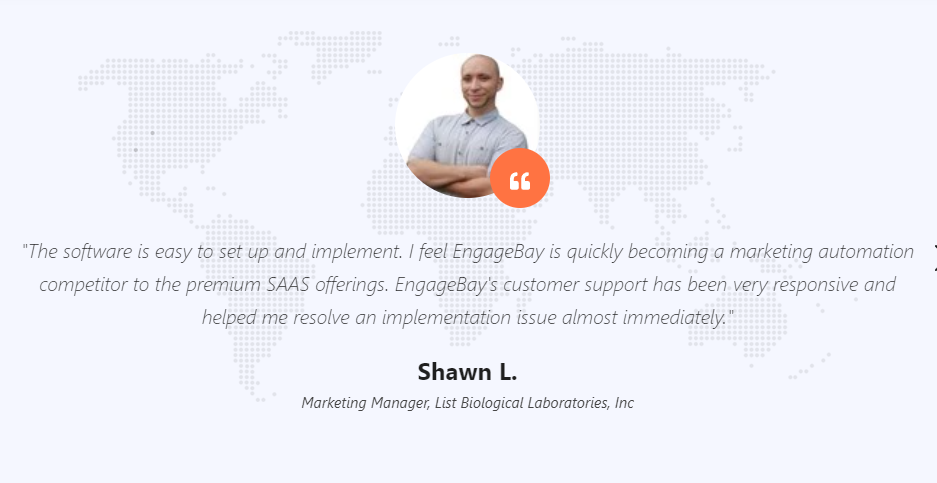 "The software is easy to set up and implement. I feel EngageBay is quickly becoming a marketing automation
competitor to the premium SAAS offerings. EngageBay's customer support has been very responsive and
helped me resolve an implementation issue almost immediately."
Shawn L.
Marketing Manager, List Biological Laboratories, Inc